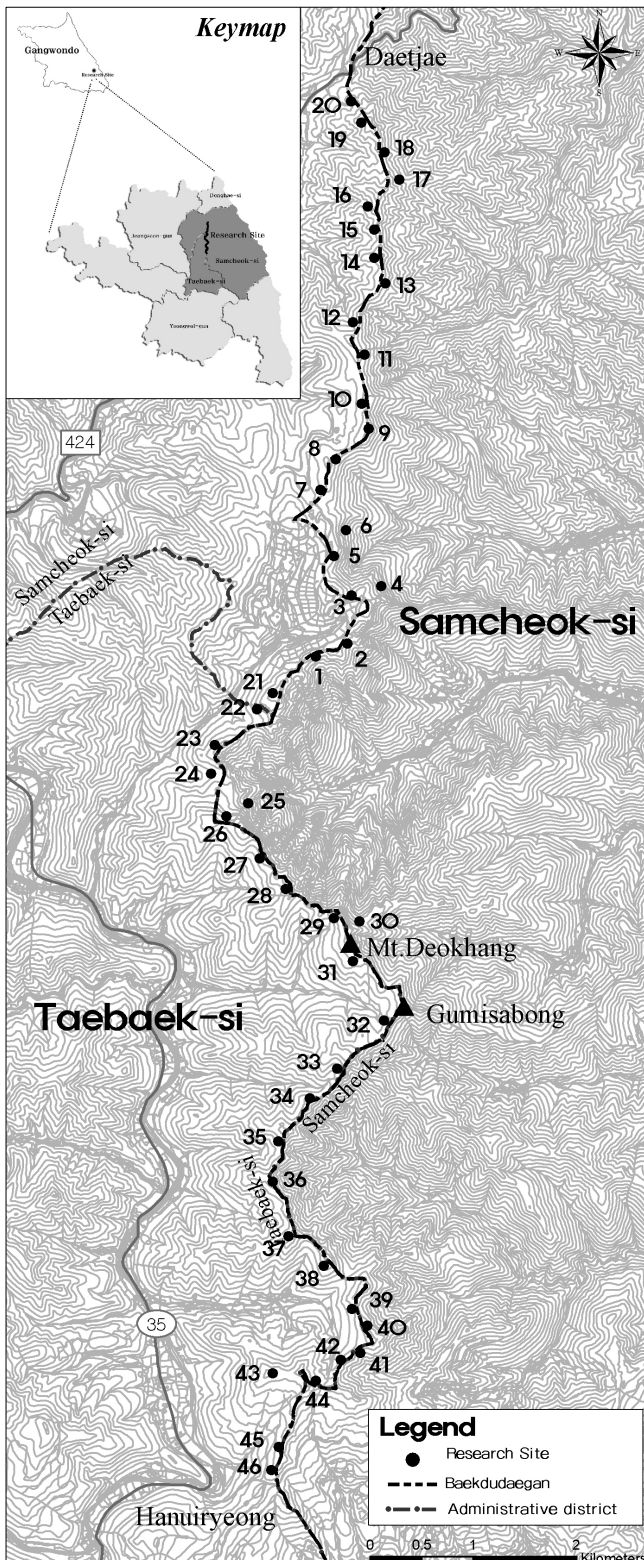 Keymap
Gangwondo
Research Site
Donghae-si
Jeongseon-gun
Research Site
Samcheok-si
Taebaek-si
Yeongwol-gun
N
W
E
S
Daetjae
20
19
18
17
16
15
14
13
12
11
10
9
8
7
6
5
4
3
2
1
424
Samcheok-si
Taebaek-si
Samcheok-si
21
22
23
24
25
26
27
28
29
30
Mt.Deokhang
31
Taebaek-si
Gumisabong
32
33
Samcheok-si
34
35
Taebaek-si
36
37
38
39
35
40
41
42
43
44
45
46
Hanuiryeong
Legend
Research Site
Baekdudaegan
Administrative district
0 0.5 1 2
Kilometer